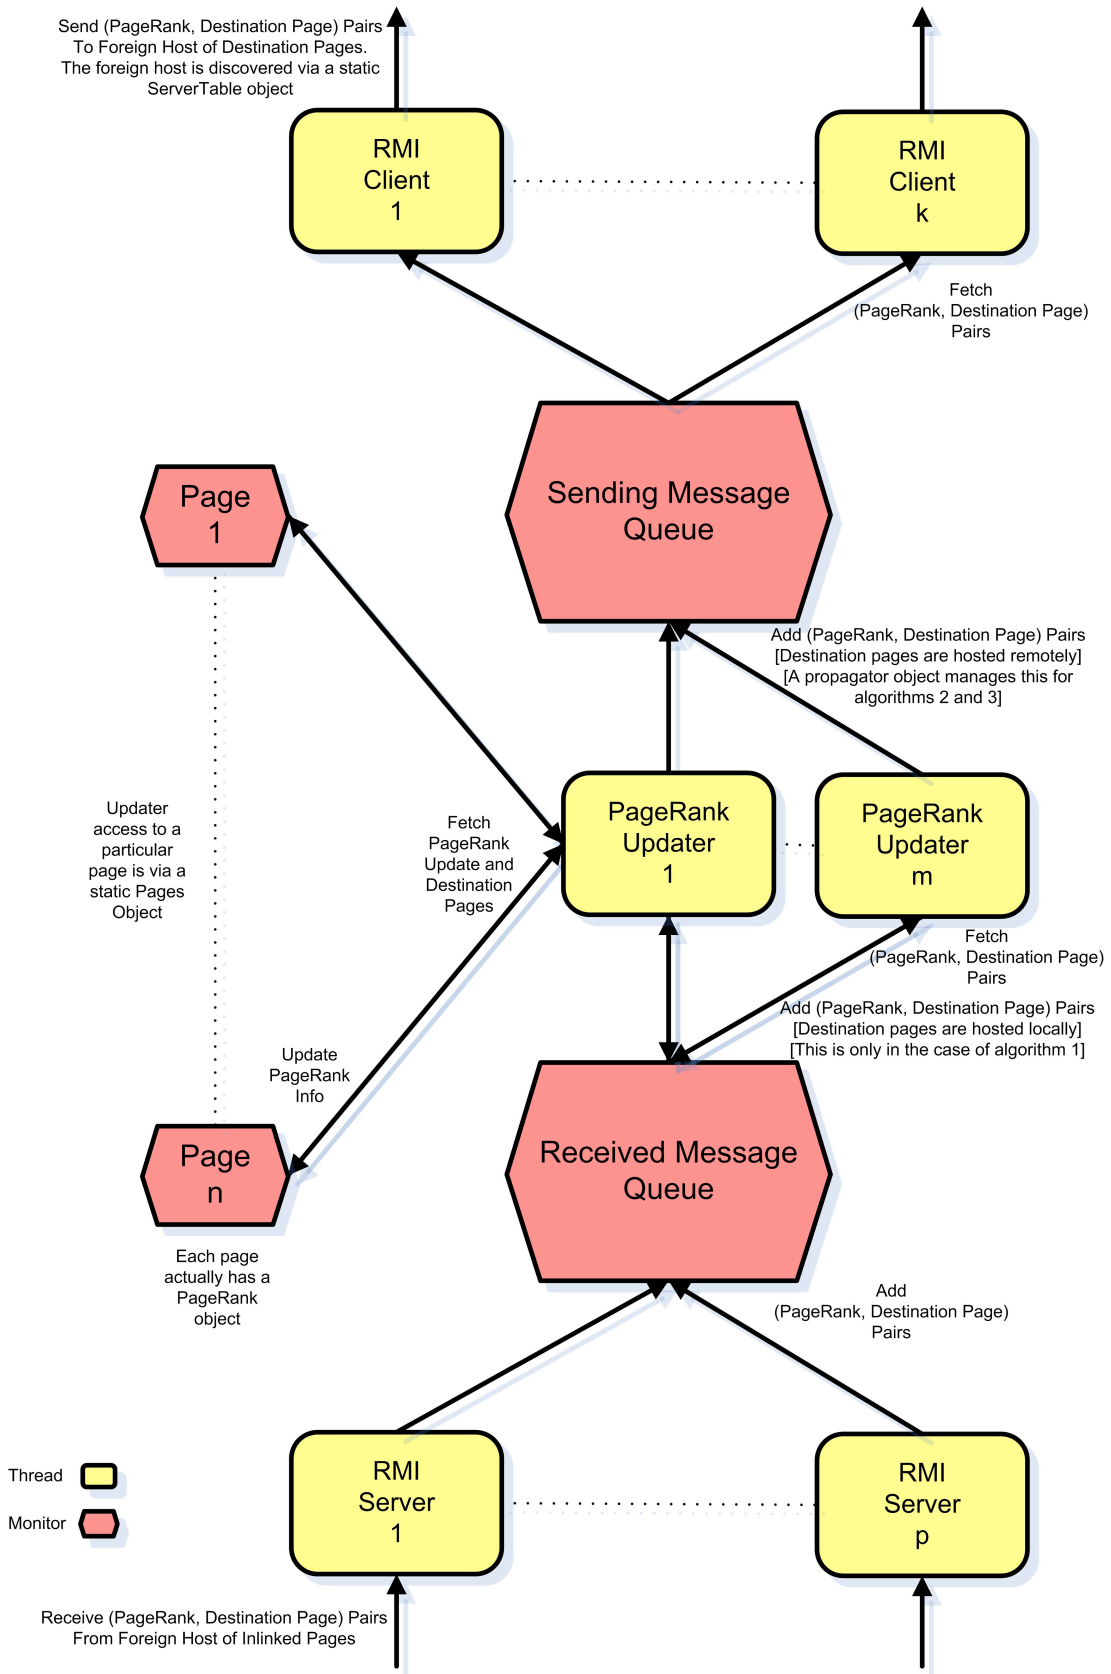 Send (PageRank, Destination Page) Pairs
To Foreign Host of Destination Pages.
The foreign host is discovered via a static
ServerTable object
RMI
Client
1
RMI
Client
k
Fetch
(PageRank, Destination Page)
Pairs
Sending Message
Queue
Page
1
Add (PageRank, Destination Page) Pairs
[Destination pages are hosted remotely]
[A propagator object manages this for
algorithms 2 and 3]
Updater
access to a
particular
page is via a
static Pages
Object
Fetch
PageRank
Update and
Destination
Pages
PageRank
Updater
1
PageRank
Updater
m
Fetch
(PageRank, Destination Page)
Pairs
Add (PageRank, Destination Page) Pairs
[Destination pages are hosted locally]
[This is only in the case of algorithm 1]
Update
PageRank
Info
Page
n
Received Message
Queue
Each page
actually has a
PageRank
object
Add
(PageRank, Destination Page)
Pairs
Thread
Monitor
RMI
Server
1
RMI
Server
p
Receive (PageRank, Destination Page) Pairs
From Foreign Host of Inlinked Pages